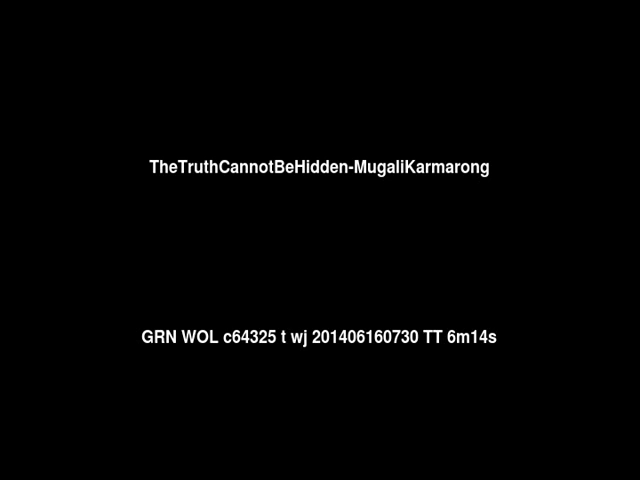 TheTruthCannotBeHidden-MugaliKarmarong
GRN WOL c64325 t wj 201406160730 TT 6m14s